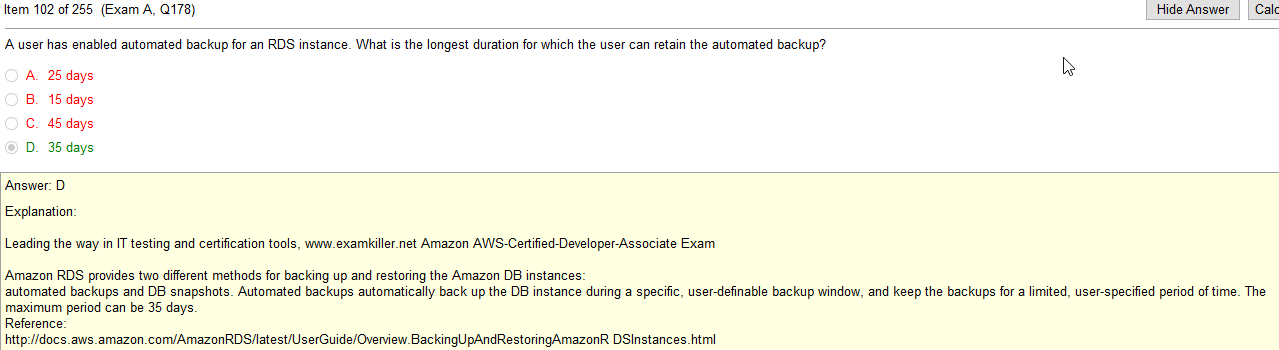 Item 102 of 255 (Exam A, Q178)
Hide Answer
Calc
A user has enabled automated backup for an RDS instance. What is the longest duration for which the user can retain the automated backup?
A. 25 days
B. 15 days
C. 45 days
D. 35 days
Answer: D
Explanation:
Leading the way in IT testing and certification tools, www.examkiller.net Amazon AWS-Certified-Developer-Associate Exam
Amazon RDS provides two different methods for backing up and restoring the Amazon DB instances:
automated backups and DB snapshots. Automated backups automatically back up the DB instance during a specific, user-definable backup window, and keep the backups for a limited, user-specified period of time. The
maximum period can be 35 days.
Reference:
http://docs.aws.amazon.com/AmazonRDS/latest/UserGuide/Overview.BackingUpAndRestoringAmazonR DSInstances.html